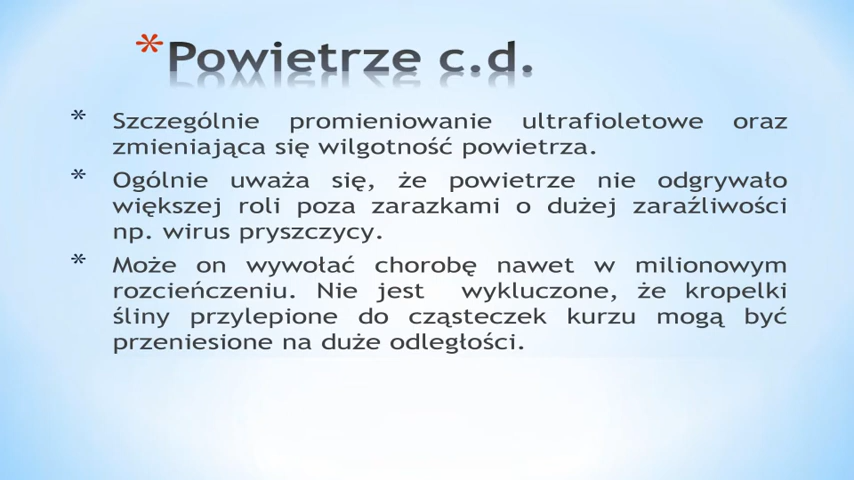 * Powietrze c.d.
* Szczególnie promieniowanie ultrafioletowe oraz
zmieniająca się wilgotność powietrza.
* Ogólnie uważa się, że powietrze nie odgrywało
większej roli poza zarazkami o dużej zaraźliwości
np. wirus pryszczycy.
* Może on wywołać chorobę nawet w milionowym
rozcieńczeniu. Nie jest wykluczone, że kropelki
śliny przylepione do cząsteczek kurzu mogą być
przeniesione na duże odległości.